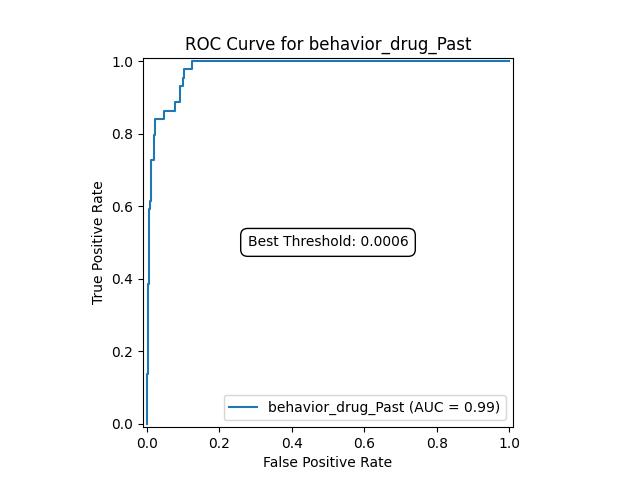 ROC Curve for behavior_drug_Past
1.0
0.8
0.6
0.4
0.2
0.0
True Positive Rate
Best Threshold: 0.0006
behavior_drug_Past (AUC = 0.99)
0.0 0.2 0.4 0.6 0.8 1.0
False Positive Rate